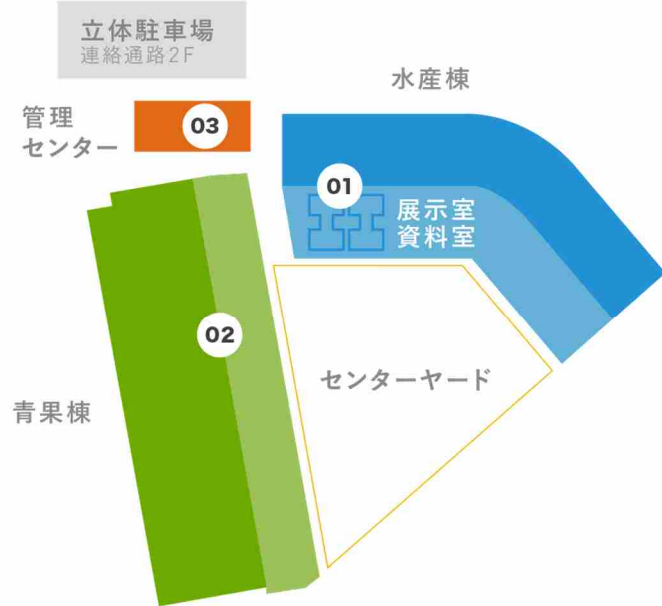 立体駐車場
連絡通路2F
水産棟
管理
センター
03
01
展示室
資料室
02
センターヤード
青果棟